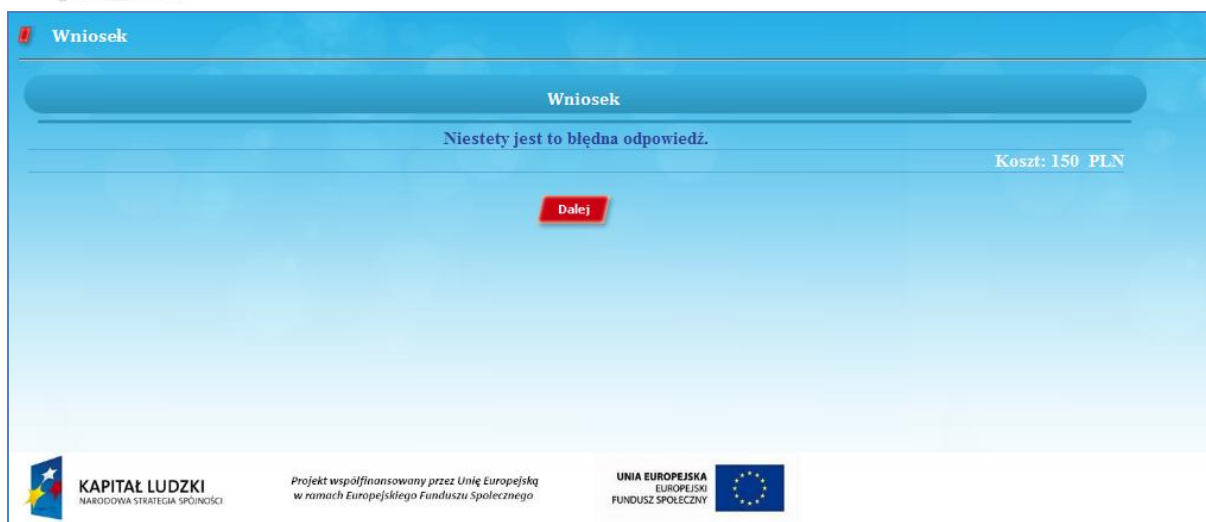 Wniosek
Wniosek
Niestety jest to błędna odpowiedź.
Koszt: 150 PLN
Dalej
KAPITAŁ LUDZKI
NARODOWA STRATEGIA SPÓJNOŚCI
Projekt współfinansowany przez Unię Europejską
w ramach Europejskiego Funduszu Społecznego
UNIA EUROPEJSKA
EUROPEJSKI
FUNDUSZ SPOŁECZNY